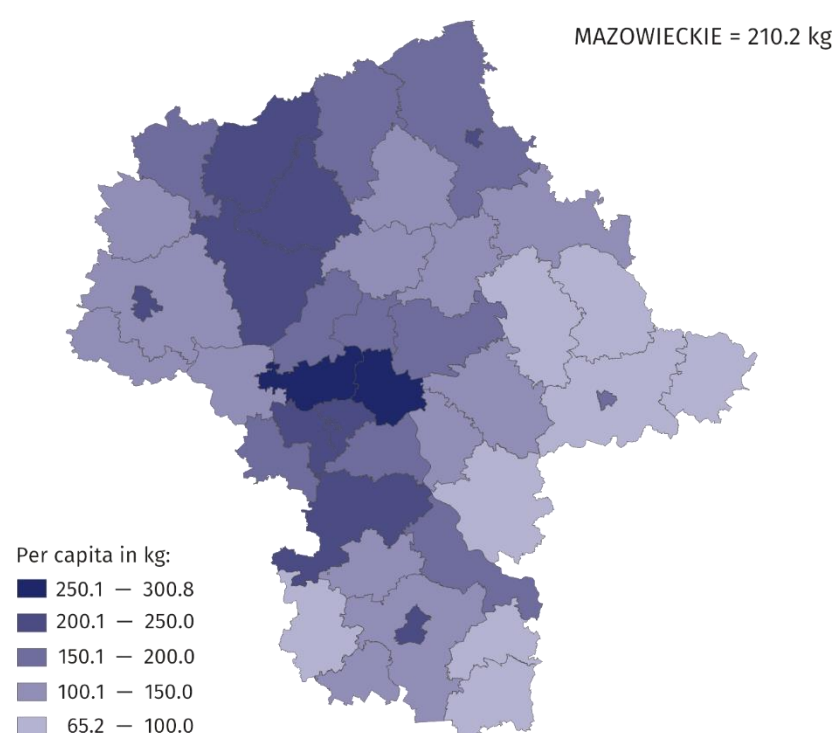 MAZOWIECKIE = 210.2 kg
Per capita in kg:
250.1 — 300.8
200.1 — 250.0
150.1 — 200.0
100.1 — 150.0
65.2 — 100.0